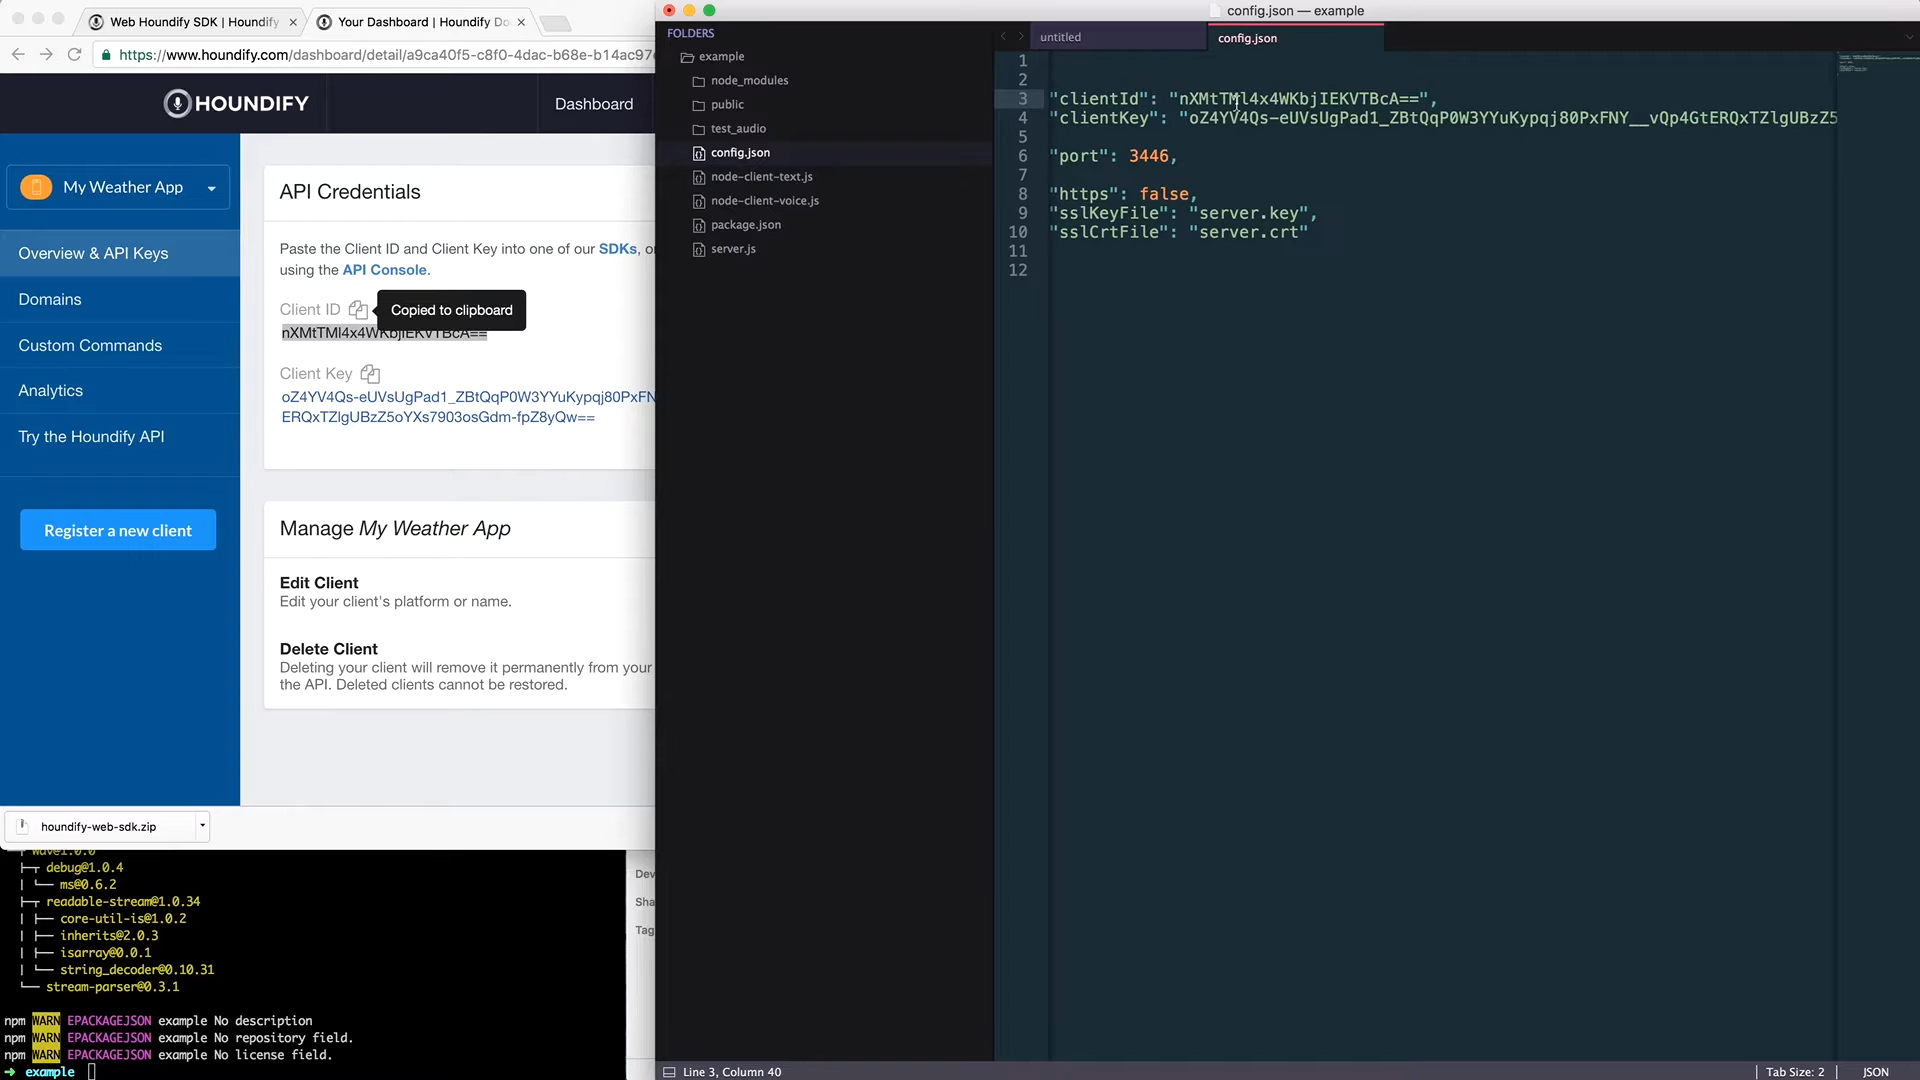 Web Houndify SDK | Houndify
Your Dashboard | Houndify Do
https://www.houndify.com/dashboard/detail/a9ca40f5-c8f0-4dac-b68e-b14ac97
HOUNDIFY
Dashboard
My Weather App
Overview & API Keys
Domains
Custom Commands
Analytics
Try the Houndify API
Register a new client
API Credentials
Paste the Client ID and Client Key into one of our SDKs, or
using the API Console.
Client ID
Copied to clipboard
nXMtTMl4x4WKbjIEKVTBcA==
Client Key
oZ4YV4Qs-eUVsUgPad1_ZBtQqP0W3YYuKypqj80PxFN
ERQxTZlgUBzZ5oYXs7903osGdm-fpZ8yQw==
Manage My Weather App
Edit Client
Edit your client's platform or name.
Delete Client
Deleting your client will remove it permanently from your
the API. Deleted clients cannot be restored.
houndify-web-sdk.zip
wave1.0.0
debug@1.0.4
ms@0.6.2
readable-stream@1.0.34
core-util-is@1.0.2
inherits@2.0.3
isarray@0.0.1
string_decoder@0.10.31
stream-parser@0.3.1
npm WARN EPACKAGEJSON example No description
npm WARN EPACKAGEJSON example No repository field.
npm WARN EPACKAGEJSON example No license field.
➜ example
Dev
Sha
Tag
config.json — example
FOLDERS
example
node_modules
public
test_audio
config.json
node-client-text.js
node-client-voice.js
package.json
server.js
untitled
config.json
1
2
3 "clientId": "nXMtTMl4x4WKbjIEKVTBcA==",
4 "clientKey": "oZ4YV4Qs-eUVsUgPad1_ZBtQqP0W3YYuKypqj80PxFNY__vQp4GtERQxTZlgUBzZ5
5
6 "port": 3446,
7
8 "https": false,
9 "sslKeyFile": "server.key",
10 "sslCrtFile": "server.crt"
11
12
Line 3, Column 40
Tab Size: 2
JSON